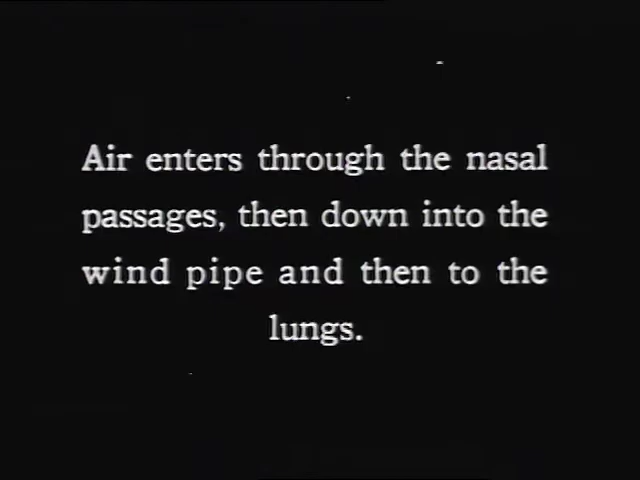 Air enters through the nasal
passages, then down into the
wind pipe and then to the
lungs.